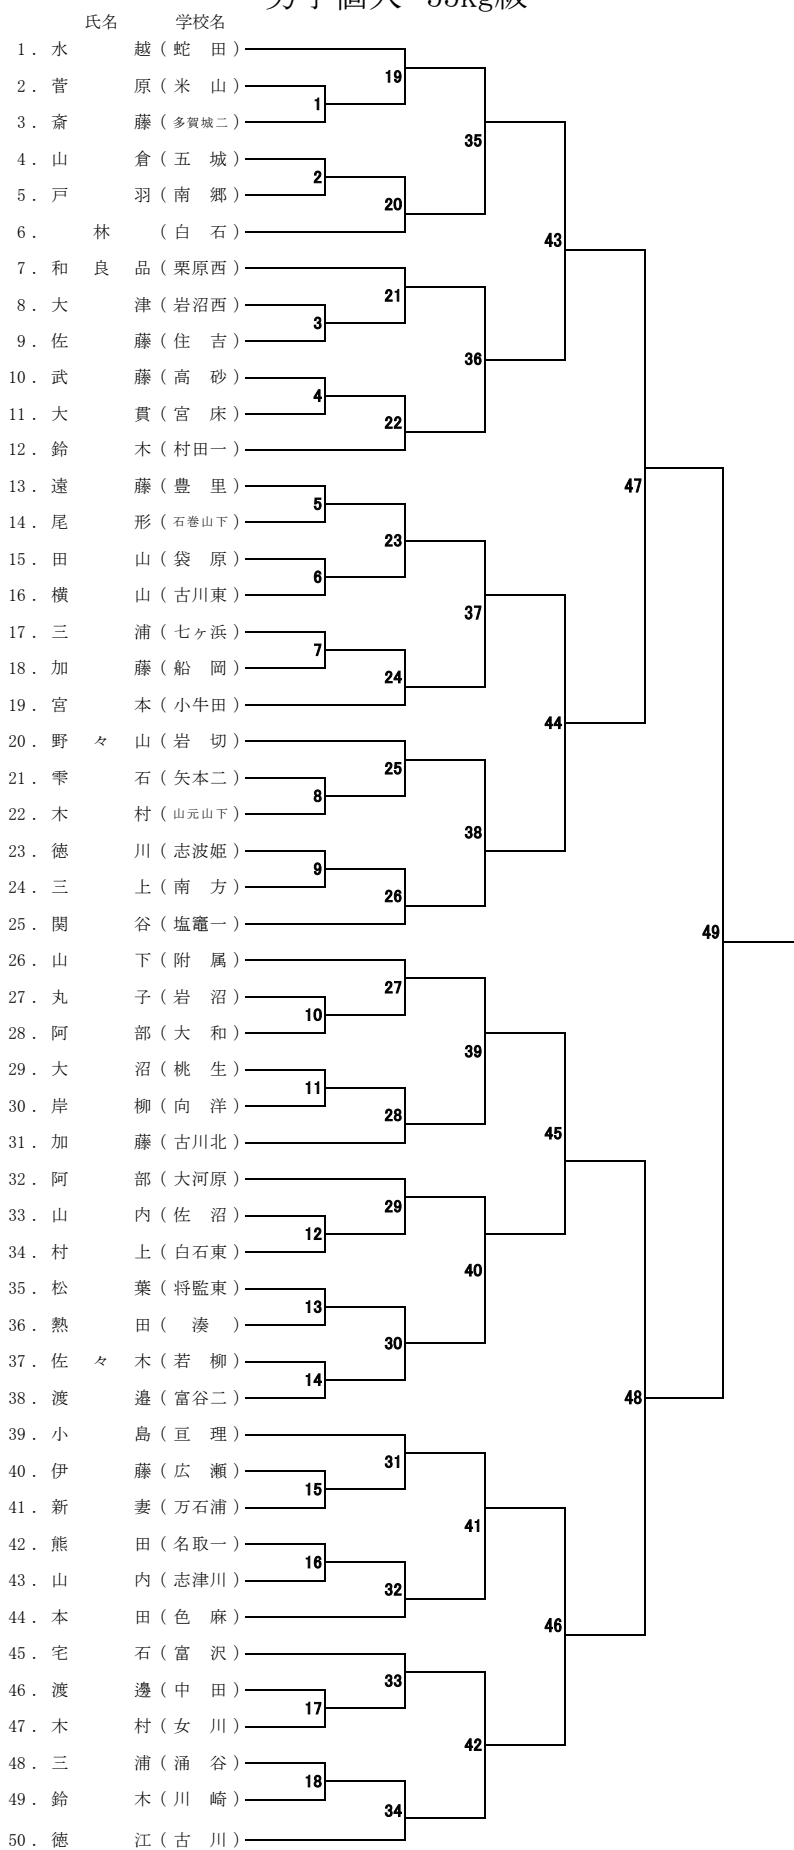 男子個人 55kg級
氏名 学校名
1. 水 越（蛇 田）
2. 菅 原（米 山）
1
3. 斎 藤（多賀城二）
19
4. 山 倉（五 城）
2
5. 戸 羽（南 郷）
20
6. 林 （白 石）
35
7. 和 良 品（栗原西）
8. 大 津（岩沼西）
3
9. 佐 藤（住 吉）
21
10. 武 藤（高 砂）
4
11. 大 貫（宮 床）
22
12. 鈴 木（村田一）
36
43
13. 遠 藤（豊 里）
5
14. 尾 形（石巻山下）
23
15. 田 山（袋 原）
6
16. 横 山（古川東）
17. 三 浦（七ヶ浜）
7
18. 加 藤（船 岡）
24
19. 宮 本（小牛田）
37
20. 野 々 山（岩 切）
25
21. 雫 石（矢本二）
8
22. 木 村（山元山下）
23. 徳 川（志波姫）
9
24. 三 上（南 方）
26
25. 関 谷（塩竈一）
38
44
47
26. 山 下（附 属）
27
27. 丸 子（岩 沼）
10
28. 阿 部（大 和）
29. 大 沼（桃 生）
11
30. 岸 柳（向 洋）
28
31. 加 藤（古川北）
39
32. 阿 部（大河原）
29
33. 山 内（佐 沼）
12
34. 村 上（白石東）
35. 松 葉（将監東）
13
36. 熱 田（ 湊 ）
30
37. 佐 々 木（若 柳）
14
38. 渡 邉（富谷二）
40
45
39. 小 島（亘 理）
31
40. 伊 藤（広 瀬）
15
41. 新 妻（万石浦）
42. 熊 田（名取一）
16
43. 山 内（志津川）
32
44. 本 田（色 麻）
41
45. 宅 石（富 沢）
33
46. 渡 邊（中 田）
17
47. 木 村（女 川）
48. 三 浦（涌 谷）
18
49. 鈴 木（川 崎）
34
50. 徳 江（古 川）
42
46
48
49